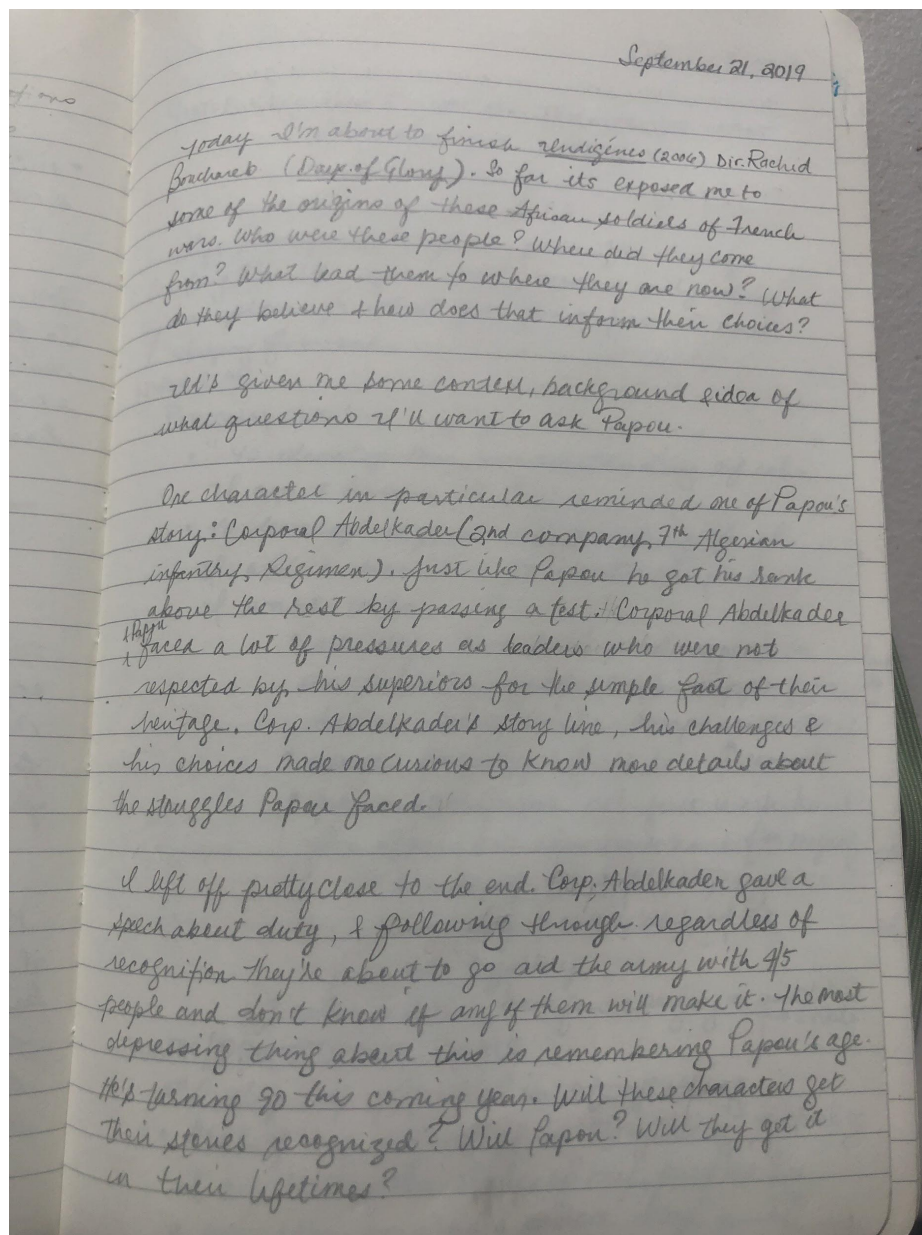 September 21, 2019
Today I'm about to finish Indigènes (2006) Dir. Rachid
Bouchareb (Days of Glory). So far its exposed me to
some of the origins of these African soldiers of French
wars. Who were these people? Where did they come
from? What lead them to where they are now? What
do they believe & how does that inform their choices?
It's given me some context, background & idea of
what questions I'll want to ask Papou.
One character in particular reminded me of Papou's
story: Corporal Abdelkader (2nd company, 7th Algerian
infantry, Regimen). Just like Papou he got his rank
above the rest by passing a test. Corporal Abdelkader
+ Papou
faced a lot of pressures as leaders who were not
respected by his superiors for the simple fact of their
heritage. Corp. Abdelkader's story line, his challenges &
his choices made me curious to know more details about
the struggles Papou faced.
I left off pretty close to the end. Corp. Abdelkader gave a
spech about duty, & following through regardless of
recognition they're about to go aid the army with 4/5
people and don't know if any of them will make it. The most
depressing thing about this is remembering Papou's age.
He's turning 90 this coming year. Will these characters get
their stories recognized? Will Papou? Will they get it
in their lifetimes?